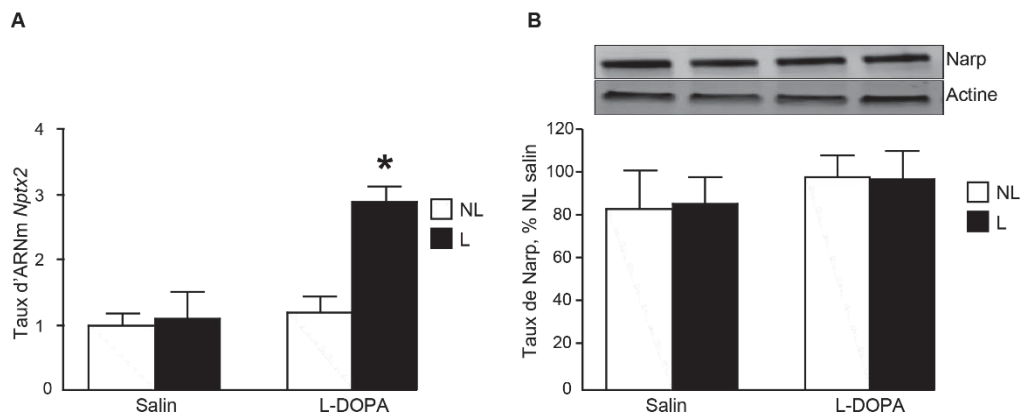 A
Taux d'ARNm Nptx2
4
3
2
1
0
*
NL
L
Salin
L-DOPA
B
Narp
Actine
Taux de Narp, % NL salin
120
100
80
60
40
20
0
NL
L
Salin
L-DOPA